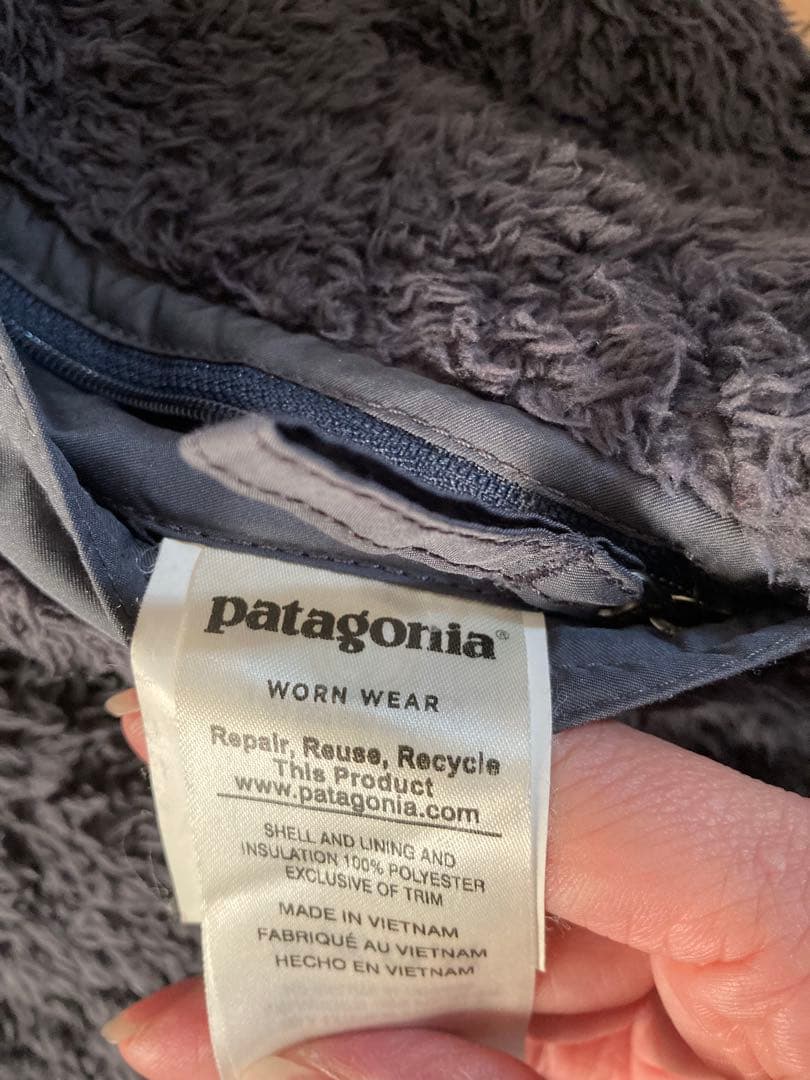 patagonia®
WORN WEAR
Repair, Reuse, Recycle
This Product
www.patagonia.com
SHELL AND LINING AND
INSULATION 100% POLYESTER
EXCLUSIVE OF TRIM
MADE IN VIETNAM
FABRIQUÉ AU VIETNAM
HECHO EN VIETNAM